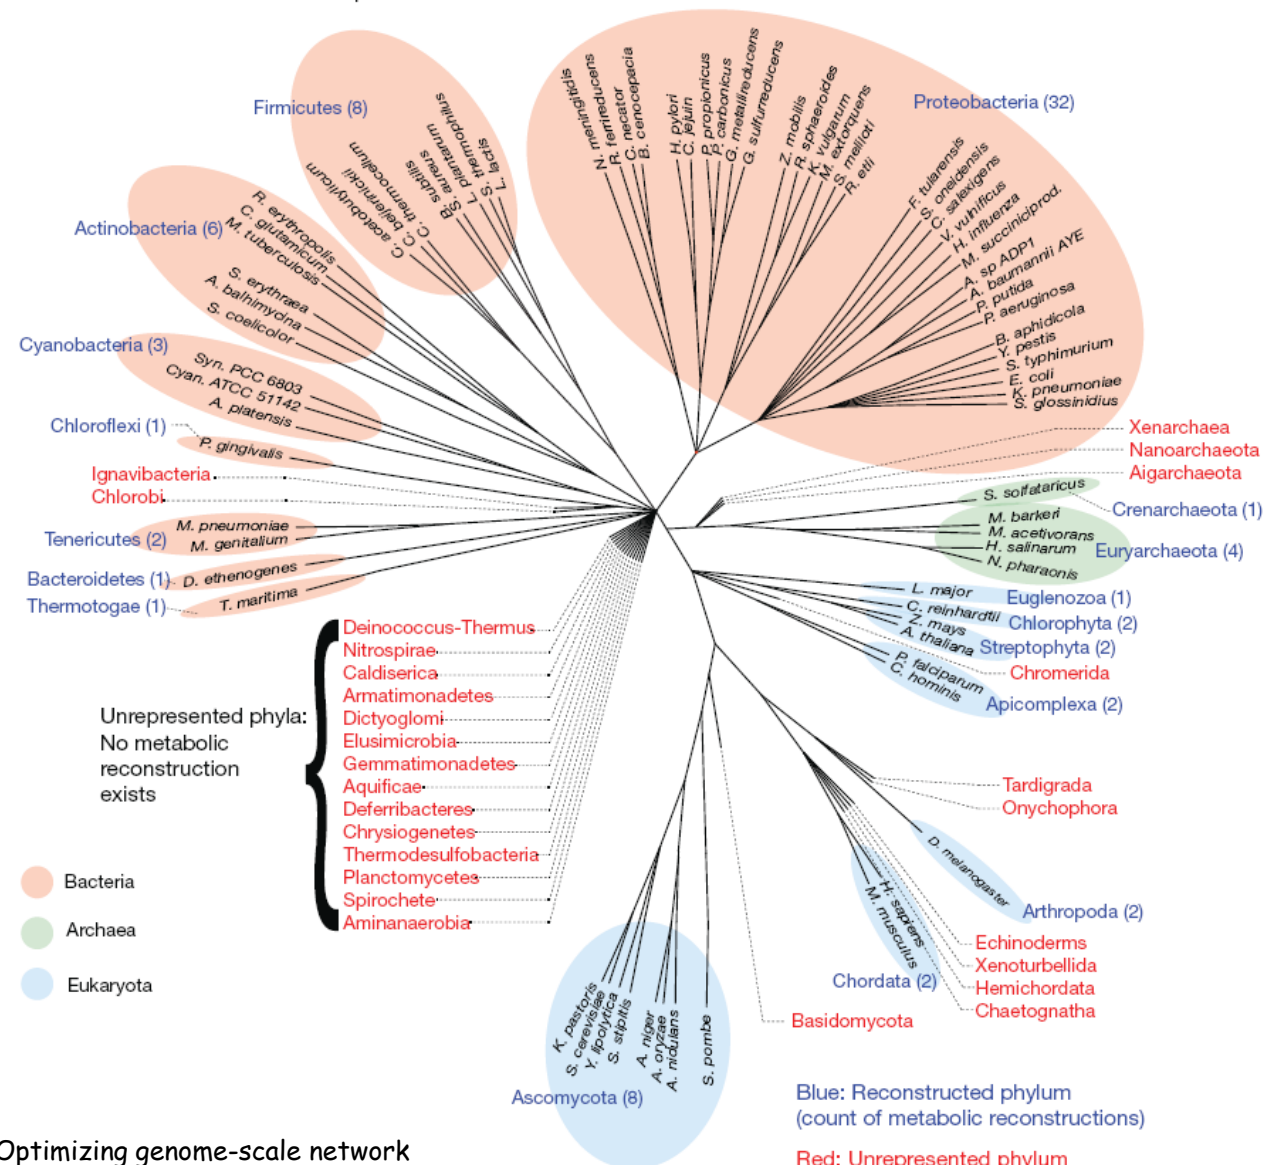 Firmicutes (8)
C. acetobutylicum
C. beijerinickii
C. thermocellum
B. subtilis
S. aureus
L. plantarum
S. thermophilus
L. lactis
Proteobacteria (32)
N. meningitidis
R. ferrireducens
C. necator
B. cenocepacia
H. pylori
C. jejuin
P. propionicus
P. carbonicus
G. metallireducens
G. sulfurreducens
Z. mobilis
R. sphaeroides
K. vulgarum
M. extorquens
S. meliloti
R. etli
F. tularensis
S. oneidensis
C. salexigens
V. vulnificus
H. influenza
M. succiniciprod.
A. sp ADP1
A. baumannii AYE
P. putida
P. aeruginosa
B. aphidicola
Y. pestis
S. typhimurium
E. coli
K. pneumoniae
S. glossinidius
Actinobacteria (6)
R. erythropolis
C. glutamicum
M. tuberculosis
S. erythraea
A. balhimycina
S. coelicolor
Cyanobacteria (3)
Syn. PCC 6803
Cyan. ATCC 51142
A. platensis
Chloroflexi (1)
P. gingivalis
Ignavibacteria
Chlorobi
Tenericutes (2)
M. pneumoniae
M. genitalium
Bacteroidetes (1)
D. ethenogenes
Thermotogae (1)
T. maritima
Xenarchaea
Nanoarchaeota
Aigarchaeota
S. solfataricus
Crenarchaeota (1)
M. barkeri
M. acetivorans
H. salinarum
N. pharaonis
Euryarchaeota (4)
L. major
Euglenozoa (1)
C. reinhardtii
Chlorophyta (2)
Z. mays
A. thaliana
Streptophyta (2)
Chromerida
P. falciparum
C. hominis
Apicomplexa (2)
Unrepresented phyla:
No metabolic
reconstruction
exists
Deinococcus-Thermus
Nitrospirae
Caldiserica
Armatimonadetes
Dictyoglomi
Elusimicrobia
Gemmatimonadetes
Aquificae
Deferribacteres
Chrysiogenetes
Thermodesulfobacteria
Planctomycetes
Spirochete
Aminanaerobia
Tardigrada
Onychophora
D. melanogaster
Arthropoda (2)
H. sapiens
M. musculus
Chordata (2)
Echinoderms
Xenoturbellida
Hemichordata
Chaetognatha
Basidomycota
Bacteria
Archaea
Eukaryota
K. pastoris
S. cerevisiae
Y. lipolytica
S. stipitis
A. niger
A. oryzae
A. nidulans
S. pombe
Ascomycota (8)
Blue: Reconstructed phylum
(count of metabolic reconstructions)
Optimizing genome-scale network
Red: Unrepresented phylum